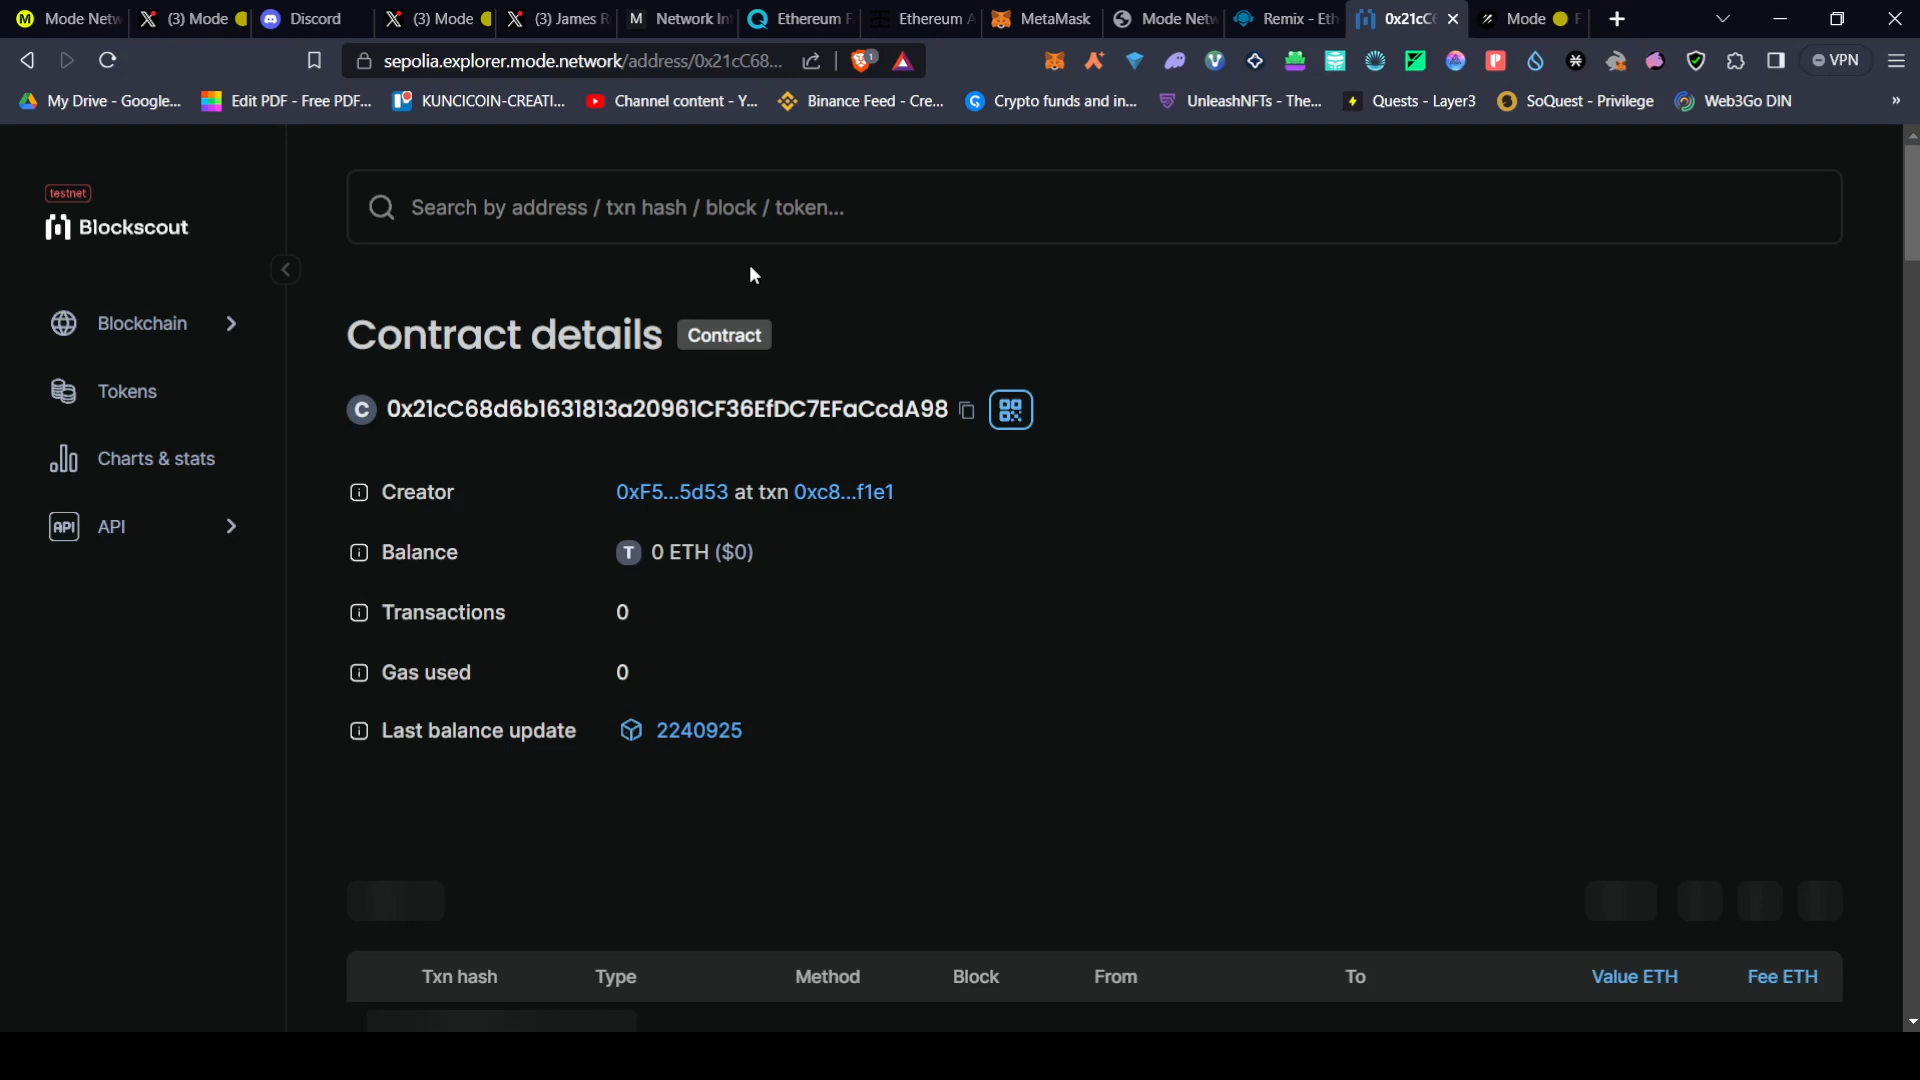 Mode Netw
(3) Mode
Discord
(3) Mode
(3) James R
Network In
Ethereum F
Ethereum A
MetaMask
Mode Netw
Remix - Eth
0x21cC6
Mode
sepolia.explorer.mode.network/address/0x21cC68...
VPN
My Drive - Google...
Edit PDF - Free PDF...
KUNCICOIN-CREATI...
Channel content - Y...
Binance Feed - Cre...
Crypto funds and in...
UnleashNFTs - The...
Quests - Layer3
SoQuest - Privilege
Web3Go DIN
testnet
Blockscout
Search by address / txn hash / block / token...
Blockchain
Tokens
Charts & stats
API API
Contract details Contract
C 0x21cC68d6b1631813a20961CF36EfDC7EFaCcdA98
Creator 0xF5...5d53 at txn 0xc8...f1e1
Balance T 0 ETH ($0)
Transactions 0
Gas used 0
Last balance update 2240925
Txn hash Type Method Block From To Value ETH Fee ETH